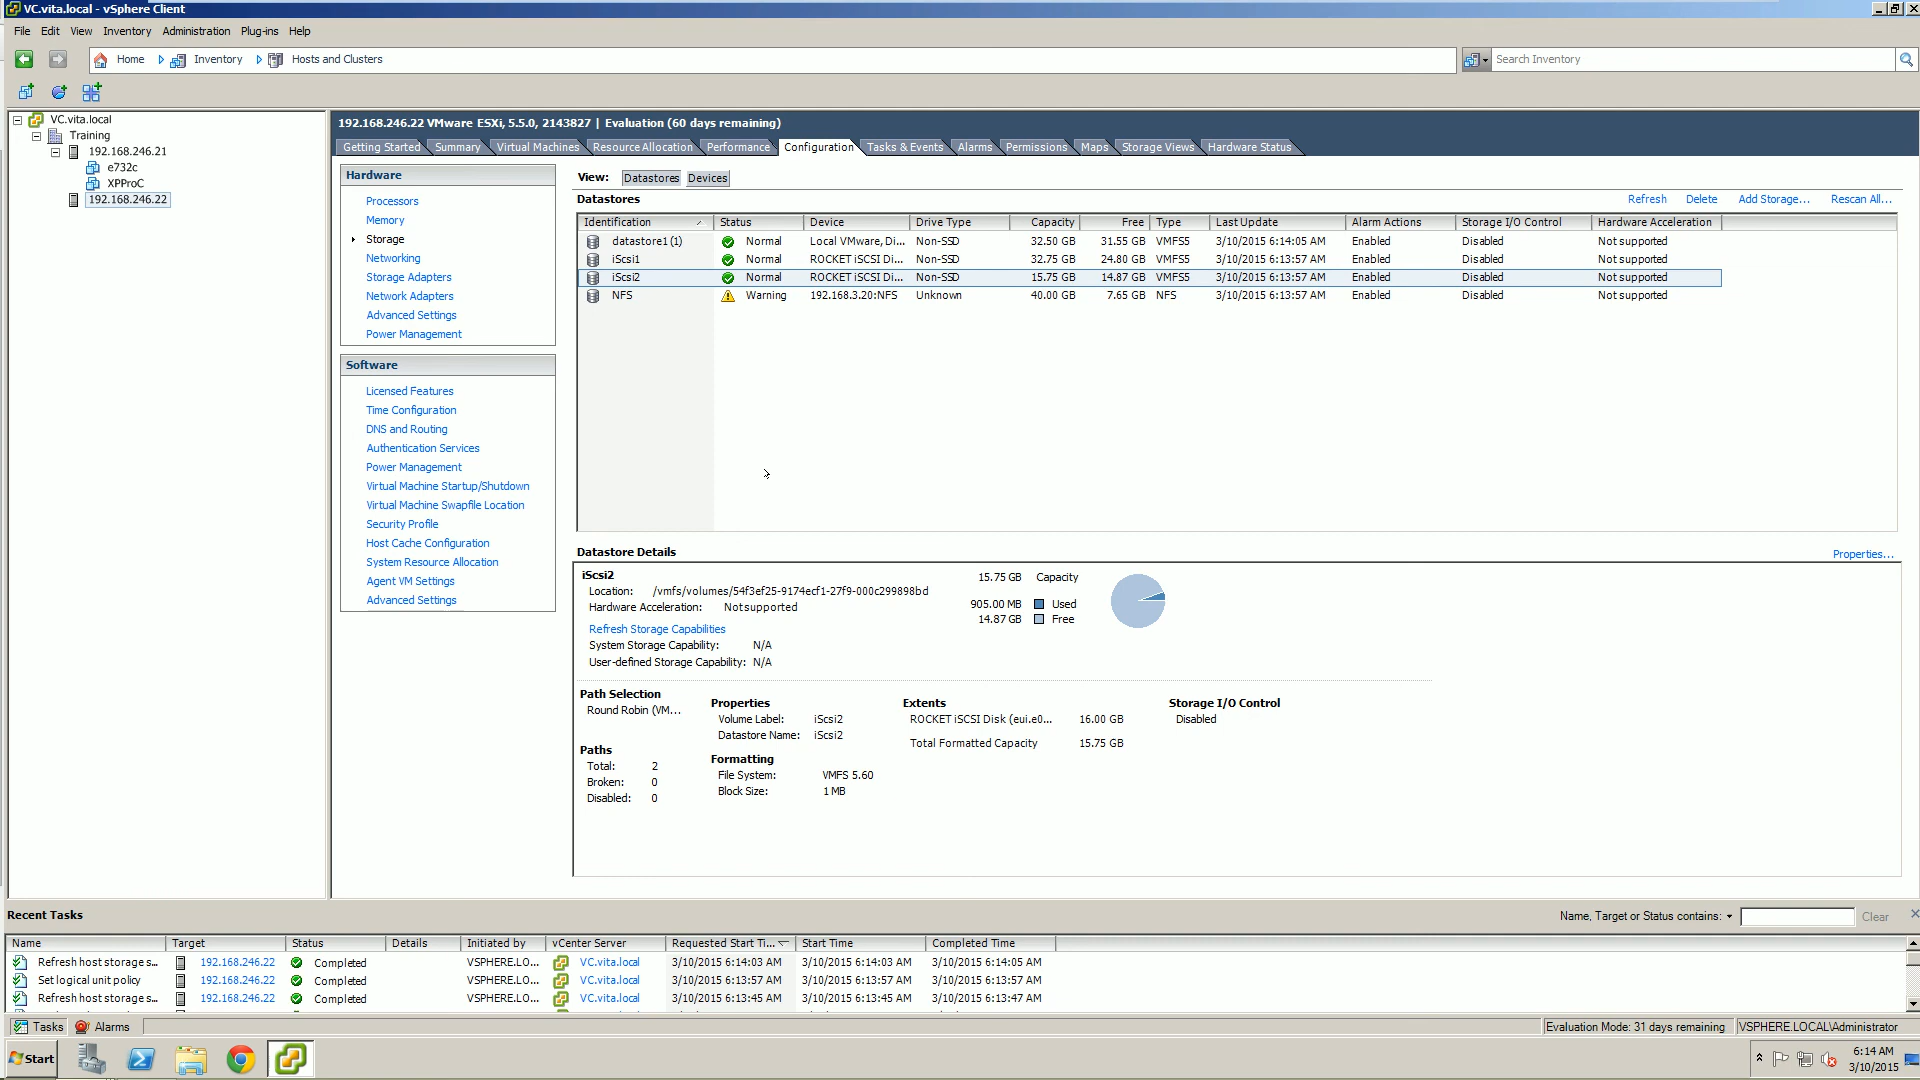 VC.vita.local - vSphere Client
File Edit View Inventory Administration Plug-ins Help
Home Inventory Hosts and Clusters Search Inventory
VC.vita.local
Training
192.168.246.21
e732c
XPProC
192.168.246.22
192.168.246.22 VMware ESXi, 5.5.0, 2143827 | Evaluation (60 days remaining)
Getting Started Summary Virtual Machines Resource Allocation Performance Configuration Tasks & Events Alarms Permissions Maps Storage Views Hardware Status
Hardware
Processors
Memory
Storage
Networking
Storage Adapters
Network Adapters
Advanced Settings
Power Management
Software
Licensed Features
Time Configuration
DNS and Routing
Authentication Services
Power Management
Virtual Machine Startup/Shutdown
Virtual Machine Swapfile Location
Security Profile
Host Cache Configuration
System Resource Allocation
Agent VM Settings
Advanced Settings
View: Datastores Devices
Datastores Refresh Delete Add Storage... Rescan All...
Identification Status Device Drive Type Capacity Free Type Last Update Alarm Actions Storage I/O Control Hardware Acceleration
datastore1 (1) Normal Local VMware, Di... Non-SSD 32.50 GB 31.55 GB VMFS5 3/10/2015 6:14:05 AM Enabled Disabled Not supported
iScsi1 Normal ROCKET iSCSI Di... Non-SSD 32.75 GB 24.80 GB VMFS5 3/10/2015 6:13:57 AM Enabled Disabled Not supported
iScsi2 Normal ROCKET iSCSI Di... Non-SSD 15.75 GB 14.87 GB VMFS5 3/10/2015 6:13:57 AM Enabled Disabled Not supported
NFS Warning 192.168.3.20:NFS Unknown 40.00 GB 7.65 GB NFS 3/10/2015 6:13:57 AM Enabled Disabled Not supported
Datastore Details Properties...
iScsi2 15.75 GB Capacity
Location: /vmfs/volumes/54f3ef25-9174ecf1-27f9-000c299898bd
Hardware Acceleration: Not supported 905.00 MB Used
14.87 GB Free
Refresh Storage Capabilities
System Storage Capability: N/A
User-defined Storage Capability: N/A
Path Selection
Round Robin (VM...
Paths
Total: 2
Broken: 0
Disabled: 0
Properties
Volume Label: iScsi2
Datastore Name: iScsi2
Formatting
File System: VMFS 5.60
Block Size: 1 MB
Extents
ROCKET iSCSI Disk (eui.e0... 16.00 GB
Total Formatted Capacity 15.75 GB
Storage I/O Control
Disabled
Recent Tasks Name, Target or Status contains: Clear
Name Target Status Details Initiated by vCenter Server Requested Start Ti... Start Time Completed Time
Refresh host storage s... 192.168.246.22 Completed VSPHERE.LO... VC.vita.local 3/10/2015 6:14:03 AM 3/10/2015 6:14:03 AM 3/10/2015 6:14:05 AM
Set logical unit policy 192.168.246.22 Completed VSPHERE.LO... VC.vita.local 3/10/2015 6:13:57 AM 3/10/2015 6:13:57 AM 3/10/2015 6:13:57 AM
Refresh host storage s... 192.168.246.22 Completed VSPHERE.LO... VC.vita.local 3/10/2015 6:13:45 AM 3/10/2015 6:13:45 AM 3/10/2015 6:13:47 AM
Tasks Alarms Evaluation Mode: 31 days remaining VSPHERE.LOCAL\Administrator
Start 6:14 AM
3/10/2015